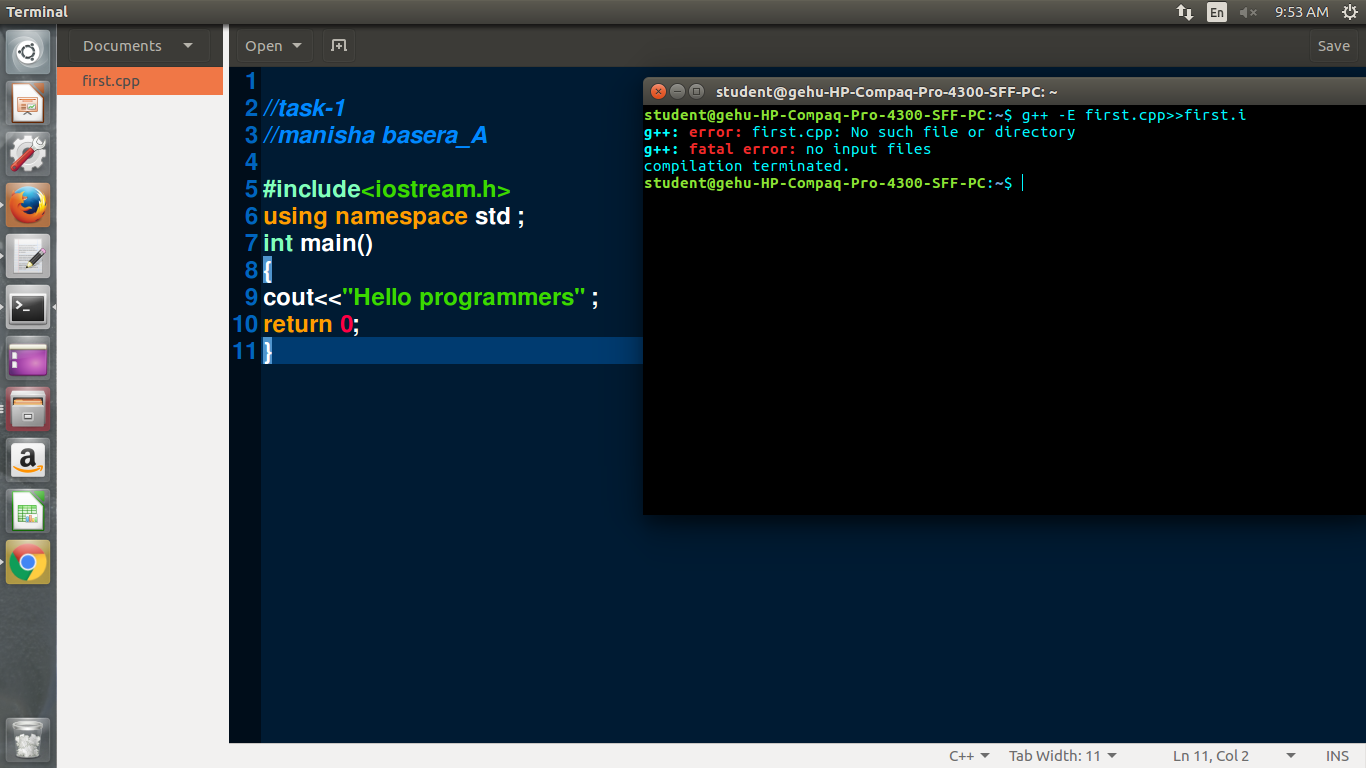 Terminal
En
9:53 AM
Documents
Open
Save
first.cpp
1
2 //task-1
3 //manisha basera_A
4
5 #include<iostream.h>
6 using namespace std ;
7 int main()
8 {
9 cout<<"Hello programmers" ;
10 return 0;
11 }
student@gehu-HP-Compaq-Pro-4300-SFF-PC: ~
student@gehu-HP-Compaq-Pro-4300-SFF-PC:~$ g++ -E first.cpp>>first.i
g++: error: first.cpp: No such file or directory
g++: fatal error: no input files
compilation terminated.
student@gehu-HP-Compaq-Pro-4300-SFF-PC:~$
a
C++
Tab Width: 11
Ln 11, Col 2
INS